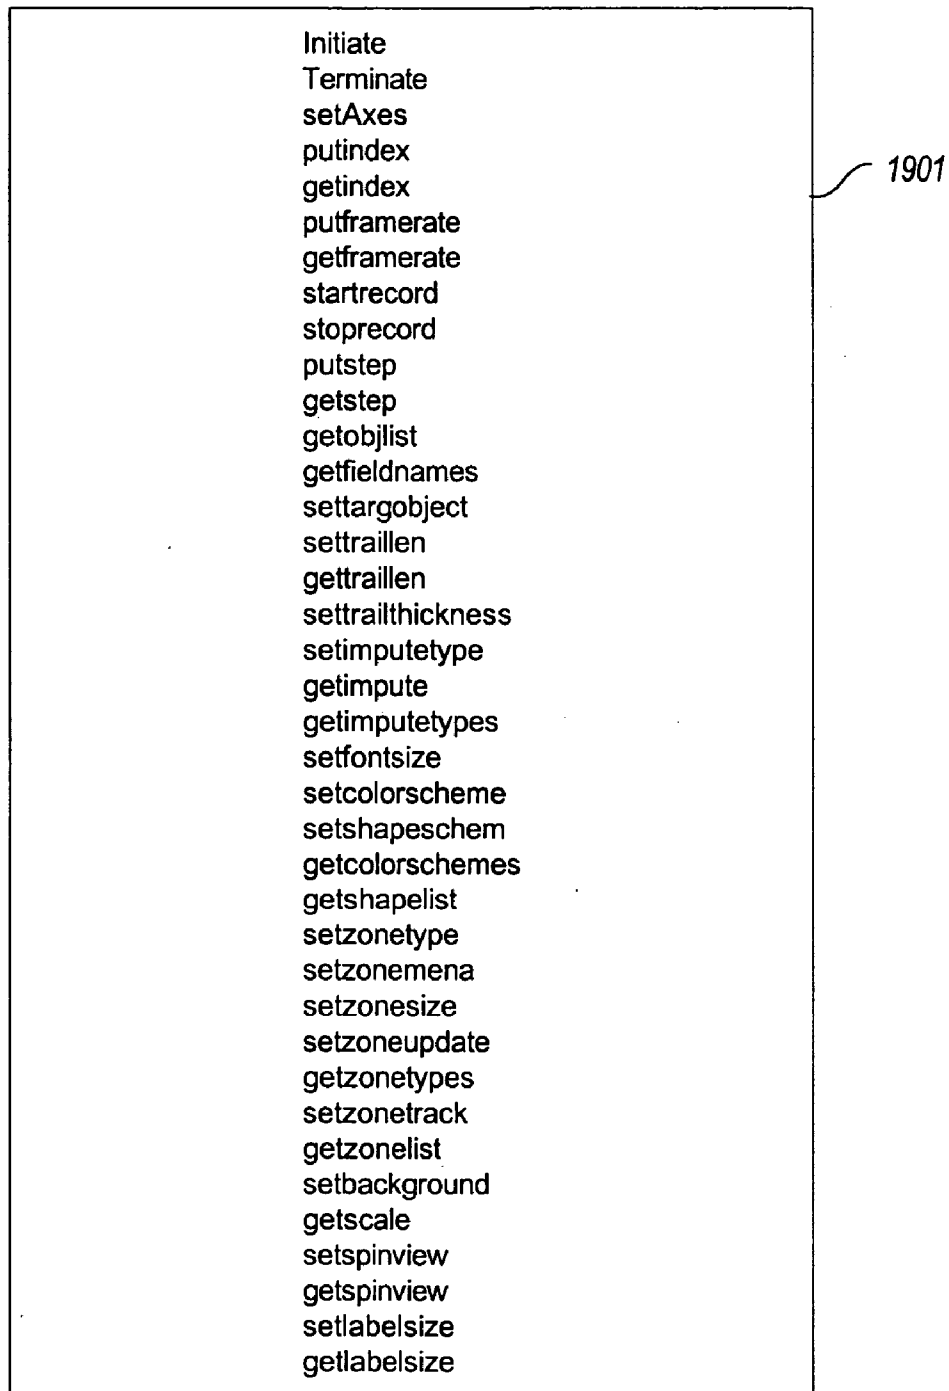 Initiate
Terminate
setAxes
putindex
getindex
putframerate
getframerate
startrecord
stoprecord
putstep
getstep
getobjlist
getfieldnames
settargobject
settraillen
gettraillen
settrailthickness
setimputetype
getimpute
getimputetypes
setfontsize
setcolorscheme
setshapeschem
getcolorschemes
getshapelist
setzonetype
setzonemena
setzonesize
setzoneupdate
getzonetypes
setzonetrack
getzonelist
setbackground
getscale
setspinview
getspinview
setlabelsize
getlabelsize
1901